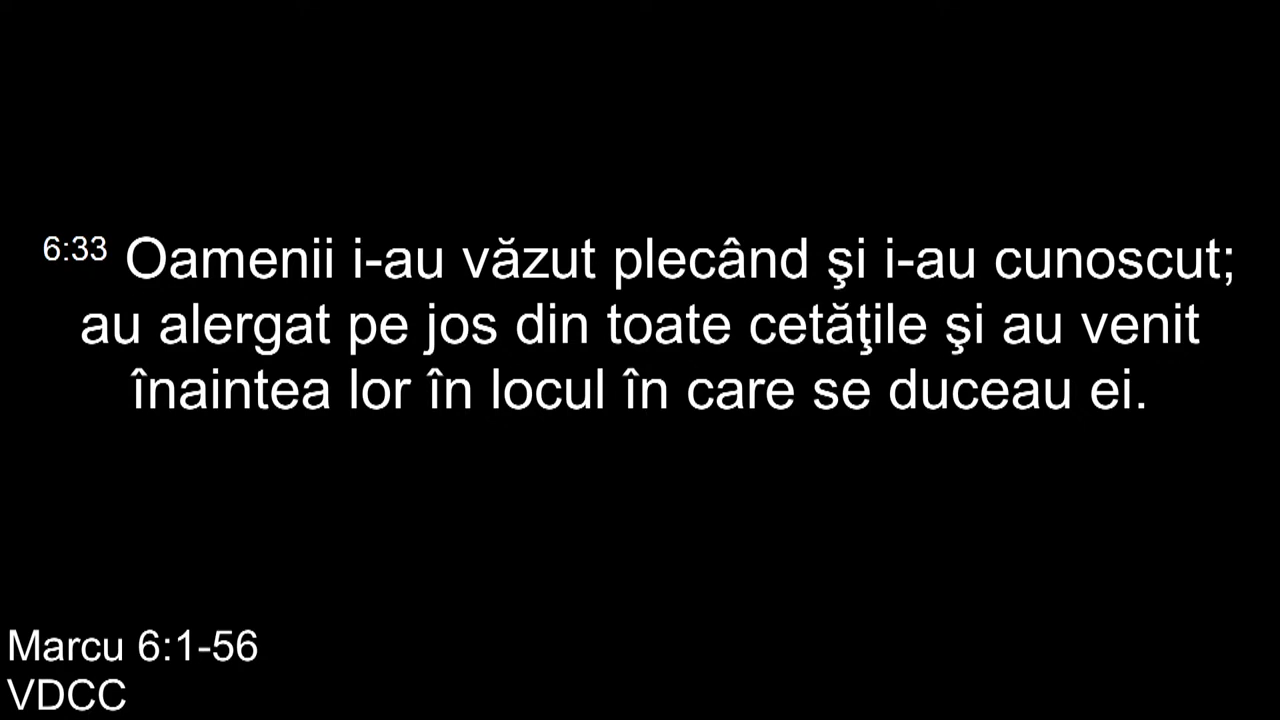 6:33 Oamenii i-au văzut plecând şi i-au cunoscut;
au alergat pe jos din toate cetăţile şi au venit
înaintea lor în locul în care se duceau ei.
Marcu 6:1-56
VDCC